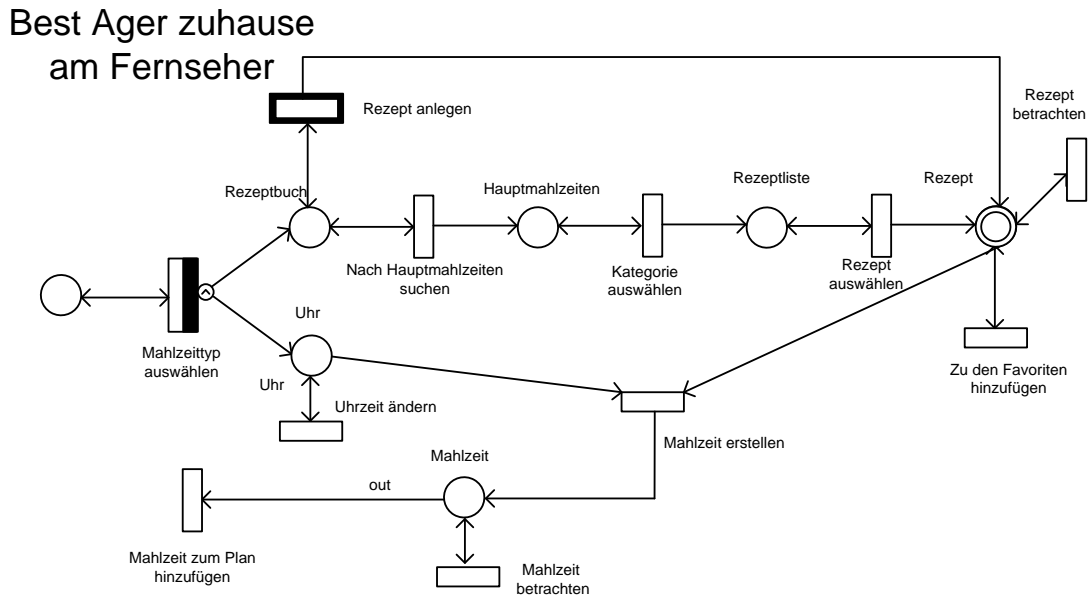 Best Ager zuhause
am Fernseher
Rezept
betrachten
Rezept anlegen
Rezeptbuch
Hauptmahlzeiten
Rezeptliste
Rezept
Nach Hauptmahlzeiten
suchen
Kategorie
auswählen
Rezept
auswählen
Uhr
Mahlzeittyp
auswählen
Uhr
Uhrzeit ändern
Zu den Favoriten
hinzufügen
Mahlzeit erstellen
Mahlzeit
out
Mahlzeit zum Plan
hinzufügen
Mahlzeit
betrachten